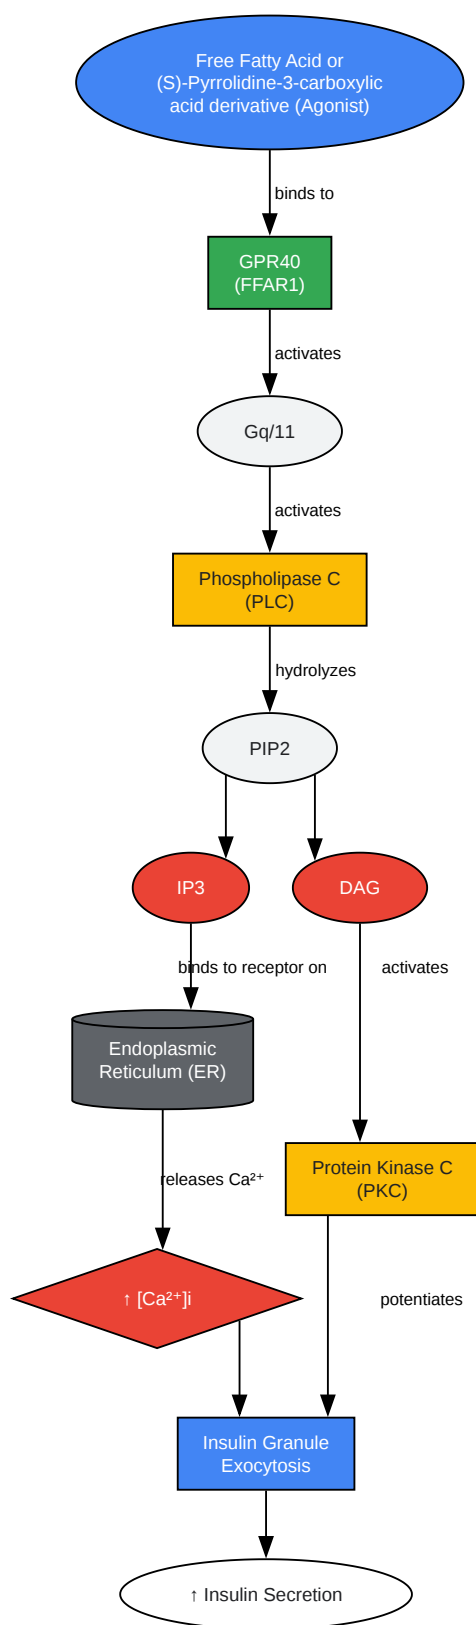 Free Fatty Acid or
(S)-Pyrrolidine-3-carboxylic
acid derivative (Agonist)
binds to
GPR40
(FFAR1)
activates
Gq/11
activates
Phospholipase C
(PLC)
hydrolyzes
PIP2
IP3
DAG
binds to receptor on
activates
Endoplasmic
Reticulum (ER)
Protein Kinase C
(PKC)
releases Ca²⁺
↑ [Ca²⁺]i
potentiates
Insulin Granule
Exocytosis
↑ Insulin Secretion